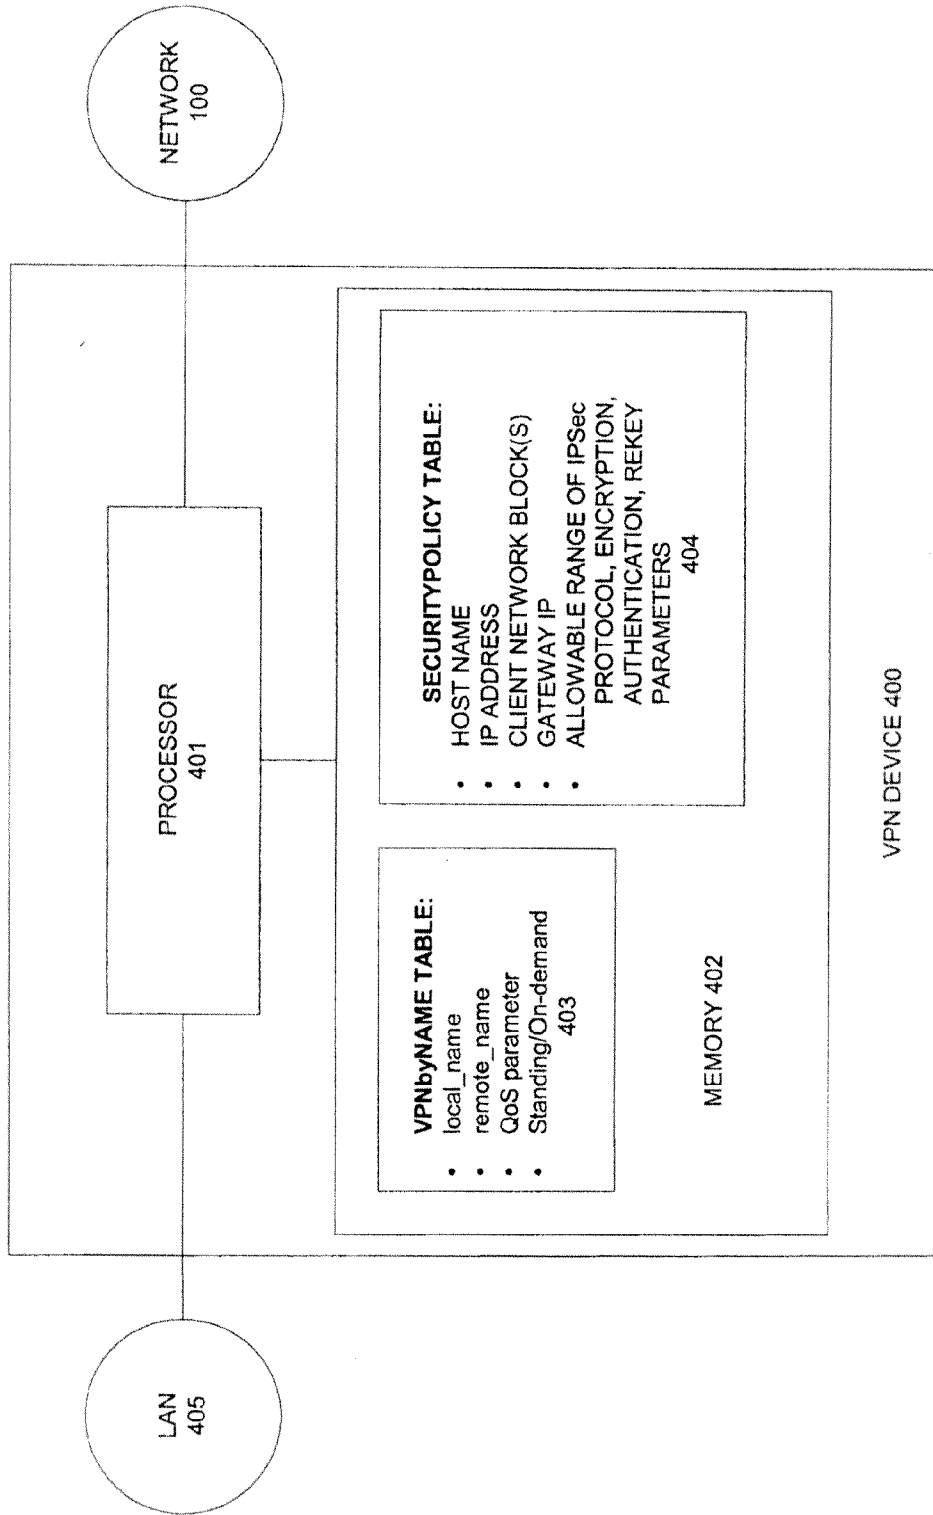 LAN
405
PROCESSOR
401
NETWORK
100
VPNbyNAME TABLE:
• local_name
• remote_name
• QoS parameter
• Standing/On-demand
403
SECURITYPOLICY TABLE:
• HOST NAME
• IP ADDRESS
• CLIENT NETWORK BLOCK(S)
• GATEWAY IP
• ALLOWABLE RANGE OF IPSec
PROTOCOL, ENCRYPTION,
AUTHENTICATION, REKEY
PARAMETERS
404
MEMORY 402
VPN DEVICE 400